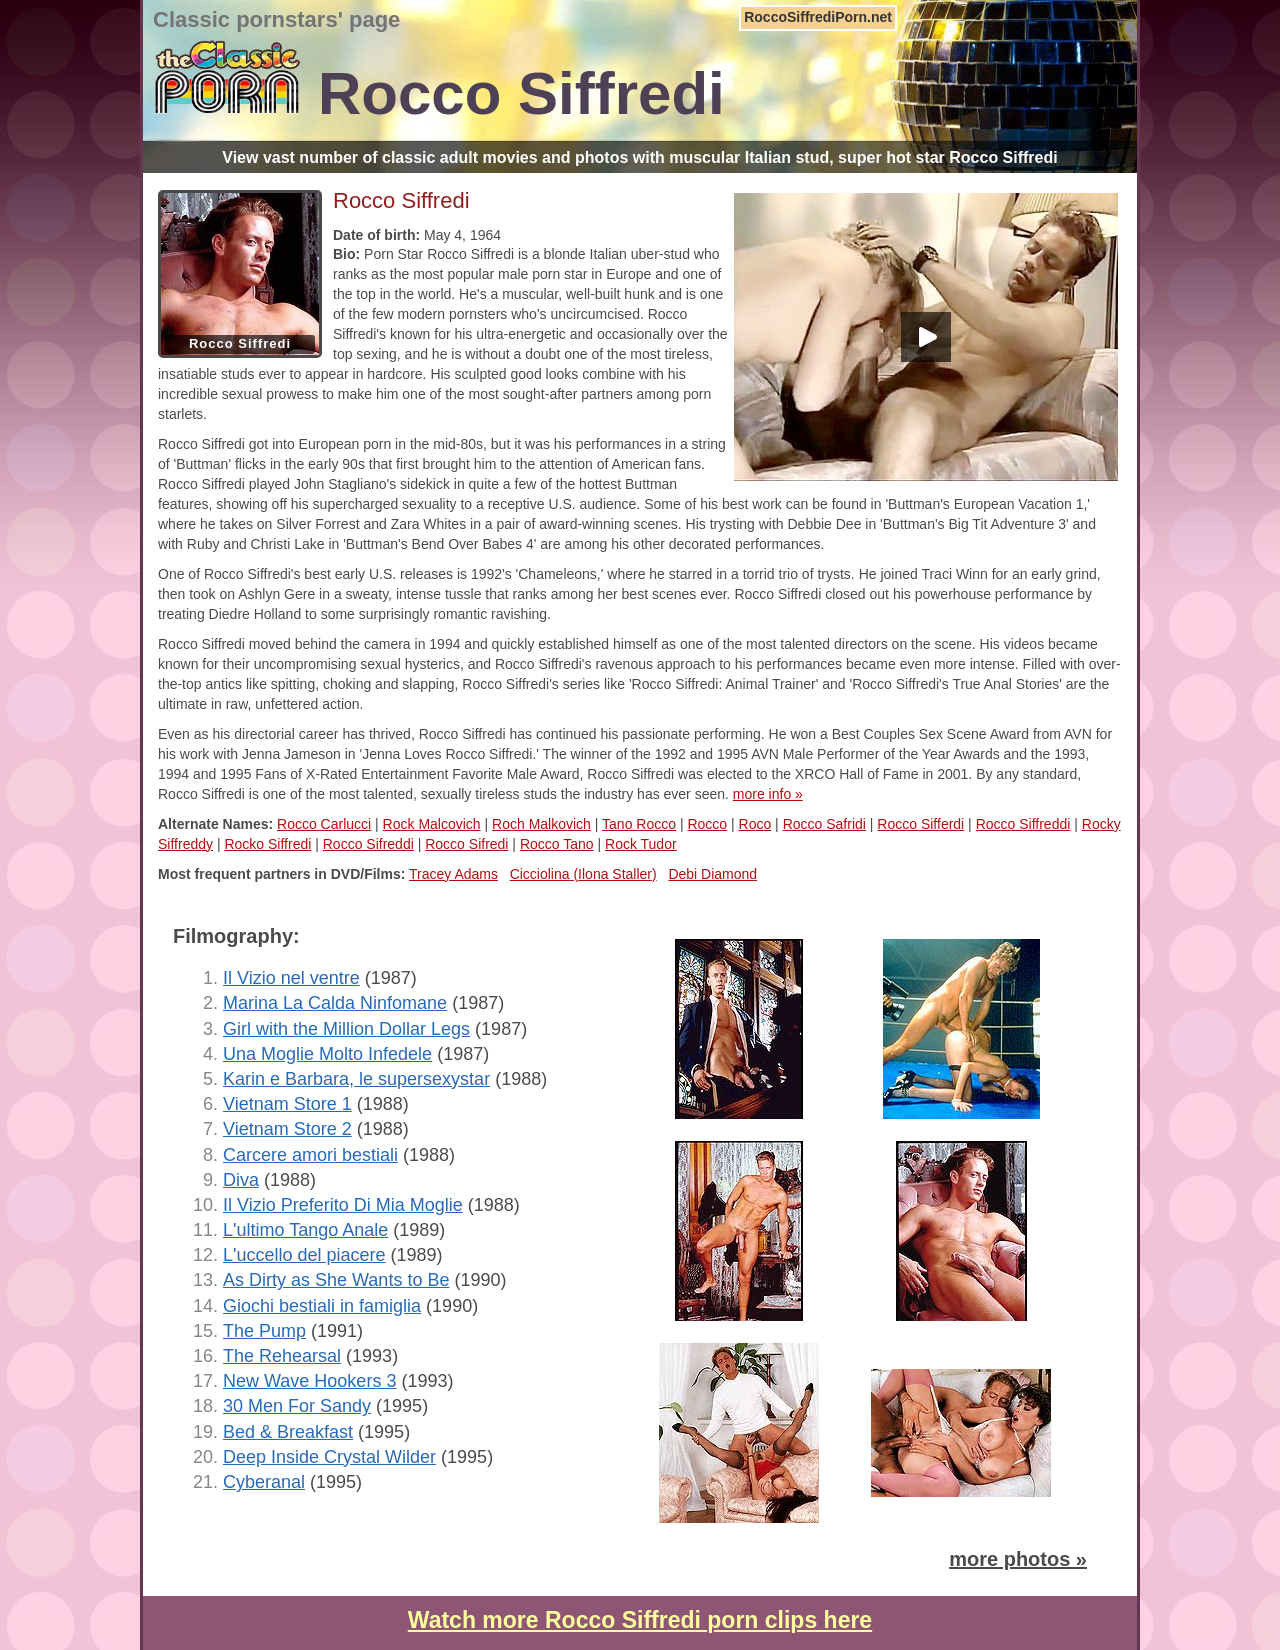 Classic pornstars' page
RoccoSiffrediPorn.net
the Classic
PORN
Rocco Siffredi
View vast number of classic adult movies and photos with muscular Italian stud, super hot star Rocco Siffredi
Rocco Siffredi
Rocco Siffredi
Date of birth: May 4, 1964
Bio: Porn Star Rocco Siffredi is a blonde Italian uber-stud who
ranks as the most popular male porn star in Europe and one of
the top in the world. He's a muscular, well-built hunk and is one
of the few modern pornsters who's uncircumcised. Rocco
Siffredi's known for his ultra-energetic and occasionally over the
top sexing, and he is without a doubt one of the most tireless,
insatiable studs ever to appear in hardcore. His sculpted good looks combine with his
incredible sexual prowess to make him one of the most sought-after partners among porn
starlets.
Rocco Siffredi got into European porn in the mid-80s, but it was his performances in a string
of 'Buttman' flicks in the early 90s that first brought him to the attention of American fans.
Rocco Siffredi played John Stagliano's sidekick in quite a few of the hottest Buttman
features, showing off his supercharged sexuality to a receptive U.S. audience. Some of his best work can be found in 'Buttman's European Vacation 1,'
where he takes on Silver Forrest and Zara Whites in a pair of award-winning scenes. His trysting with Debbie Dee in 'Buttman's Big Tit Adventure 3' and
with Ruby and Christi Lake in 'Buttman's Bend Over Babes 4' are among his other decorated performances.
One of Rocco Siffredi's best early U.S. releases is 1992's 'Chameleons,' where he starred in a torrid trio of trysts. He joined Traci Winn for an early grind,
then took on Ashlyn Gere in a sweaty, intense tussle that ranks among her best scenes ever. Rocco Siffredi closed out his powerhouse performance by
treating Diedre Holland to some surprisingly romantic ravishing.
Rocco Siffredi moved behind the camera in 1994 and quickly established himself as one of the most talented directors on the scene. His videos became
known for their uncompromising sexual hysterics, and Rocco Siffredi's ravenous approach to his performances became even more intense. Filled with over-
the-top antics like spitting, choking and slapping, Rocco Siffredi's series like 'Rocco Siffredi: Animal Trainer' and 'Rocco Siffredi's True Anal Stories' are the
ultimate in raw, unfettered action.
Even as his directorial career has thrived, Rocco Siffredi has continued his passionate performing. He won a Best Couples Sex Scene Award from AVN for
his work with Jenna Jameson in 'Jenna Loves Rocco Siffredi.' The winner of the 1992 and 1995 AVN Male Performer of the Year Awards and the 1993,
1994 and 1995 Fans of X-Rated Entertainment Favorite Male Award, Rocco Siffredi was elected to the XRCO Hall of Fame in 2001. By any standard,
Rocco Siffredi is one of the most talented, sexually tireless studs the industry has ever seen. more info »
Alternate Names: Rocco Carlucci | Rock Malcovich | Roch Malkovich | Tano Rocco | Rocco | Roco | Rocco Safridi | Rocco Sifferdi | Rocco Siffreddi | Rocky
Siffreddy | Rocko Siffredi | Rocco Sifreddi | Rocco Sifredi | Rocco Tano | Rock Tudor
Most frequent partners in DVD/Films: Tracey Adams Cicciolina (Ilona Staller) Debi Diamond
Filmography:
1. Il Vizio nel ventre (1987)
2. Marina La Calda Ninfomane (1987)
3. Girl with the Million Dollar Legs (1987)
4. Una Moglie Molto Infedele (1987)
5. Karin e Barbara, le supersexystar (1988)
6. Vietnam Store 1 (1988)
7. Vietnam Store 2 (1988)
8. Carcere amori bestiali (1988)
9. Diva (1988)
10. Il Vizio Preferito Di Mia Moglie (1988)
11. L'ultimo Tango Anale (1989)
12. L'uccello del piacere (1989)
13. As Dirty as She Wants to Be (1990)
14. Giochi bestiali in famiglia (1990)
15. The Pump (1991)
16. The Rehearsal (1993)
17. New Wave Hookers 3 (1993)
18. 30 Men For Sandy (1995)
19. Bed & Breakfast (1995)
20. Deep Inside Crystal Wilder (1995)
21. Cyberanal (1995)
more photos »
Watch more Rocco Siffredi porn clips here